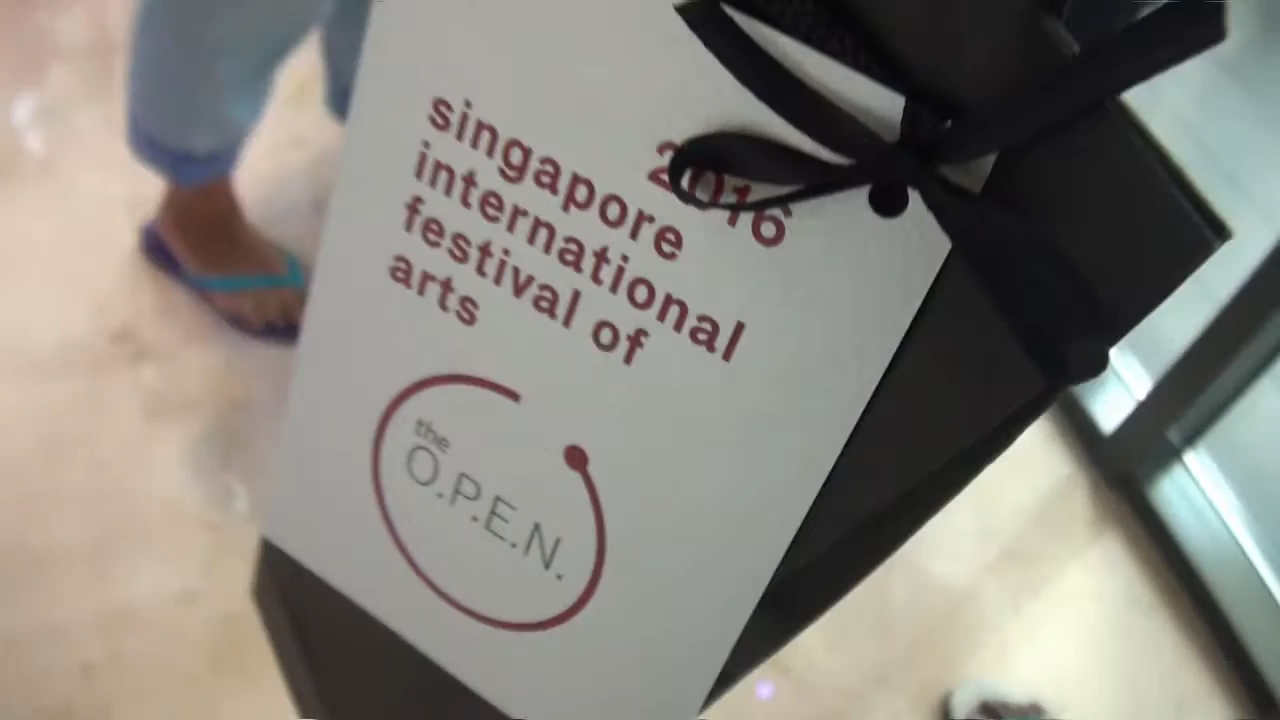 2016
singapore
international
festival of
arts
the
O.P.E.N.